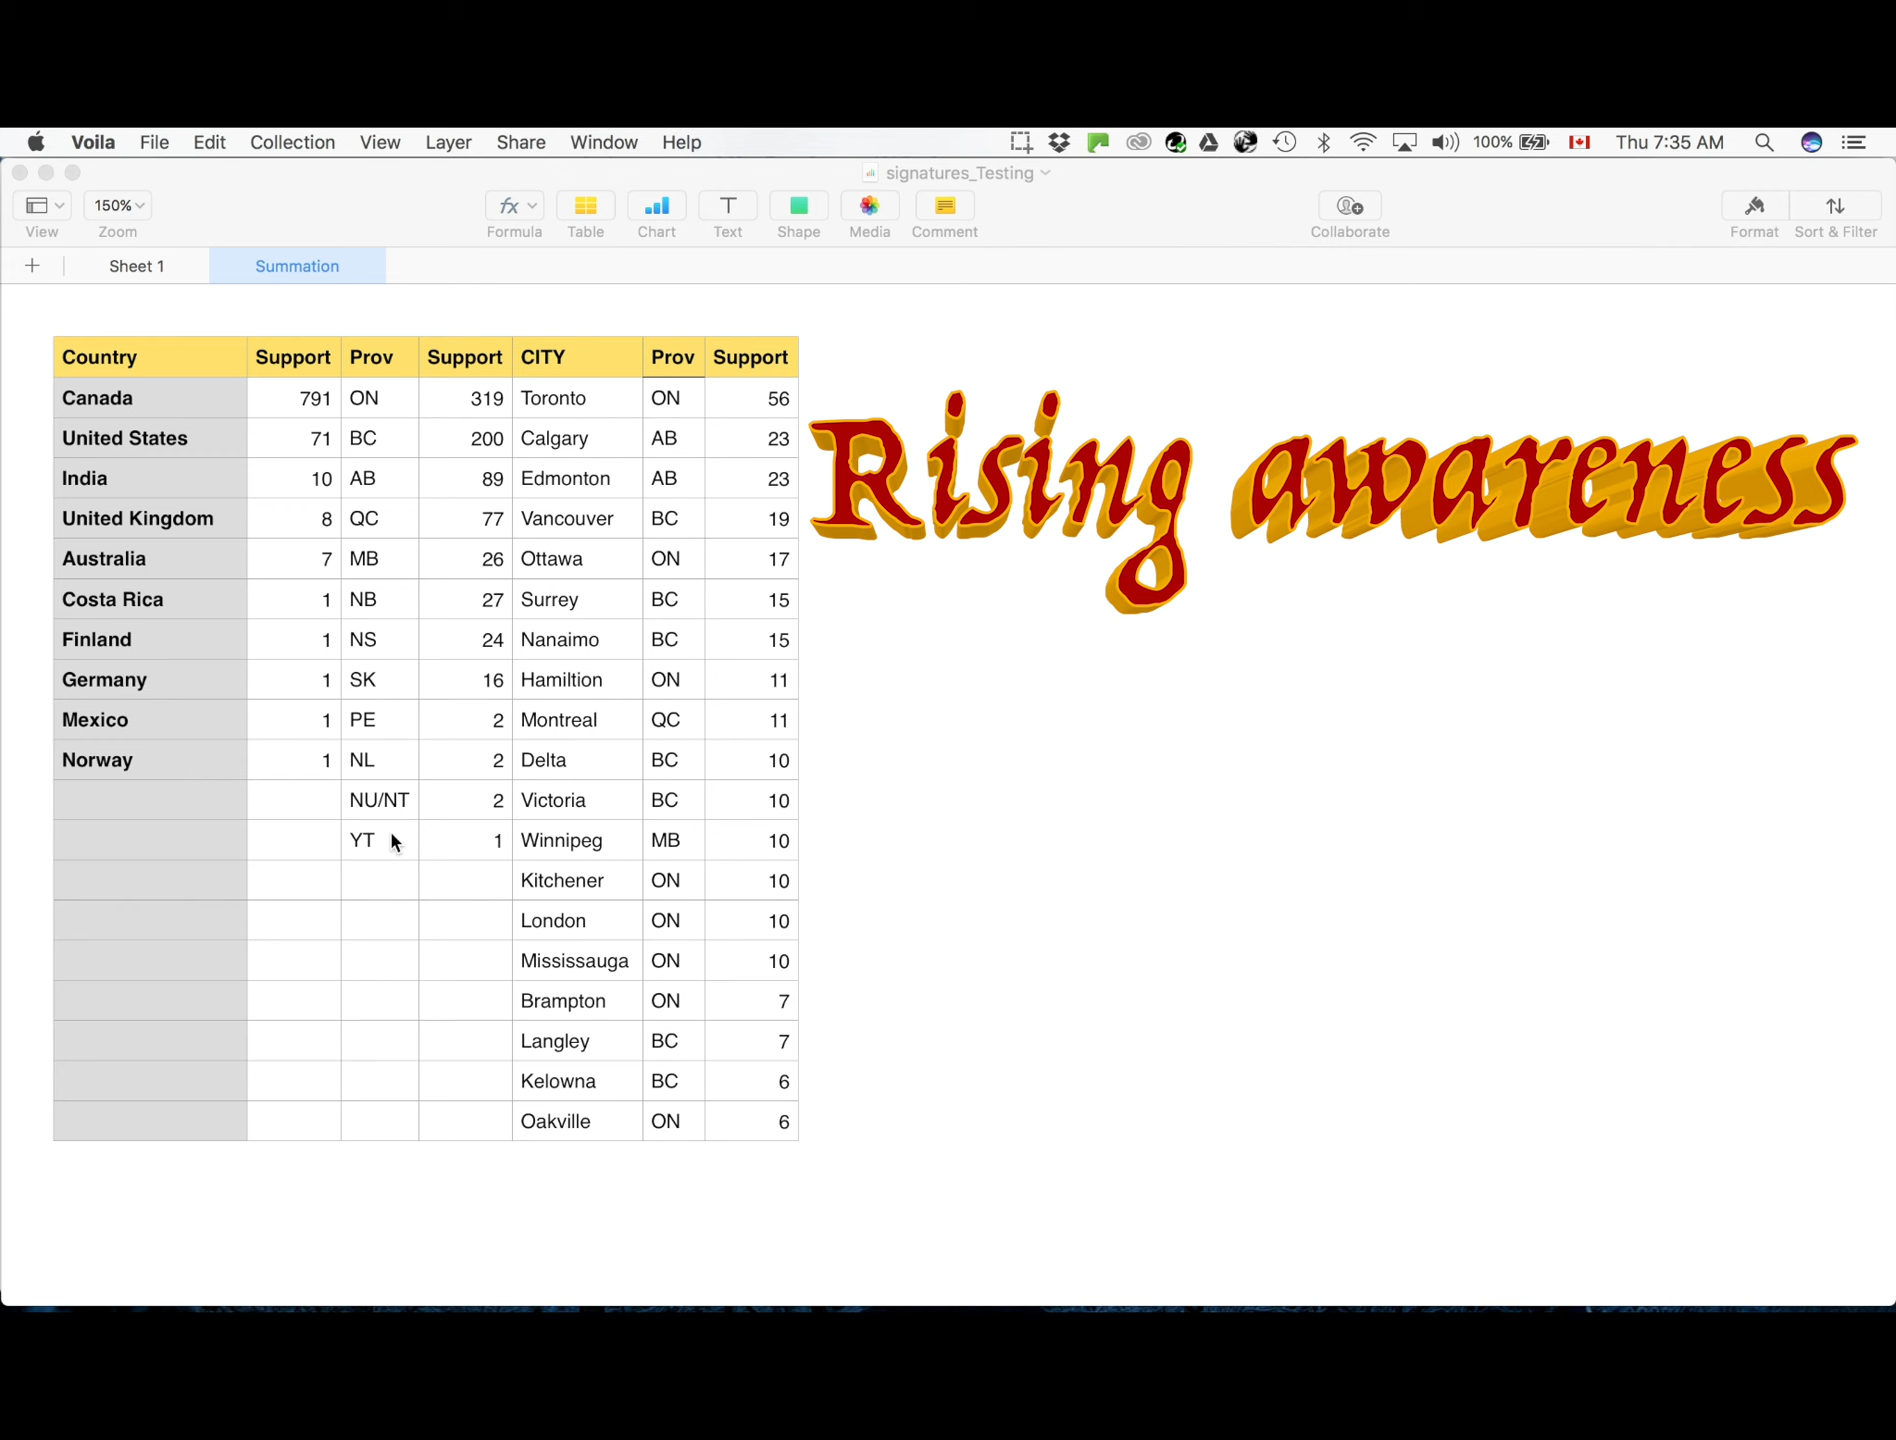 Voila File Edit Collection View Layer Share Window Help 100% Thu 7:35 AM
signatures_Testing
150% fx T
View Zoom Formula Table Chart Text Shape Media Comment Collaborate Format Sort & Filter
+ Sheet 1 Summation
Country Support Prov Support CITY Prov Support
Canada 791 ON 319 Toronto ON 56
United States 71 BC 200 Calgary AB 23
India 10 AB 89 Edmonton AB 23
United Kingdom 8 QC 77 Vancouver BC 19
Australia 7 MB 26 Ottawa ON 17
Costa Rica 1 NB 27 Surrey BC 15
Finland 1 NS 24 Nanaimo BC 15
Germany 1 SK 16 Hamiltion ON 11
Mexico 1 PE 2 Montreal QC 11
Norway 1 NL 2 Delta BC 10
NU/NT 2 Victoria BC 10
YT 1 Winnipeg MB 10
Kitchener ON 10
London ON 10
Mississauga ON 10
Brampton ON 7
Langley BC 7
Kelowna BC 6
Oakville ON 6
Rising awareness